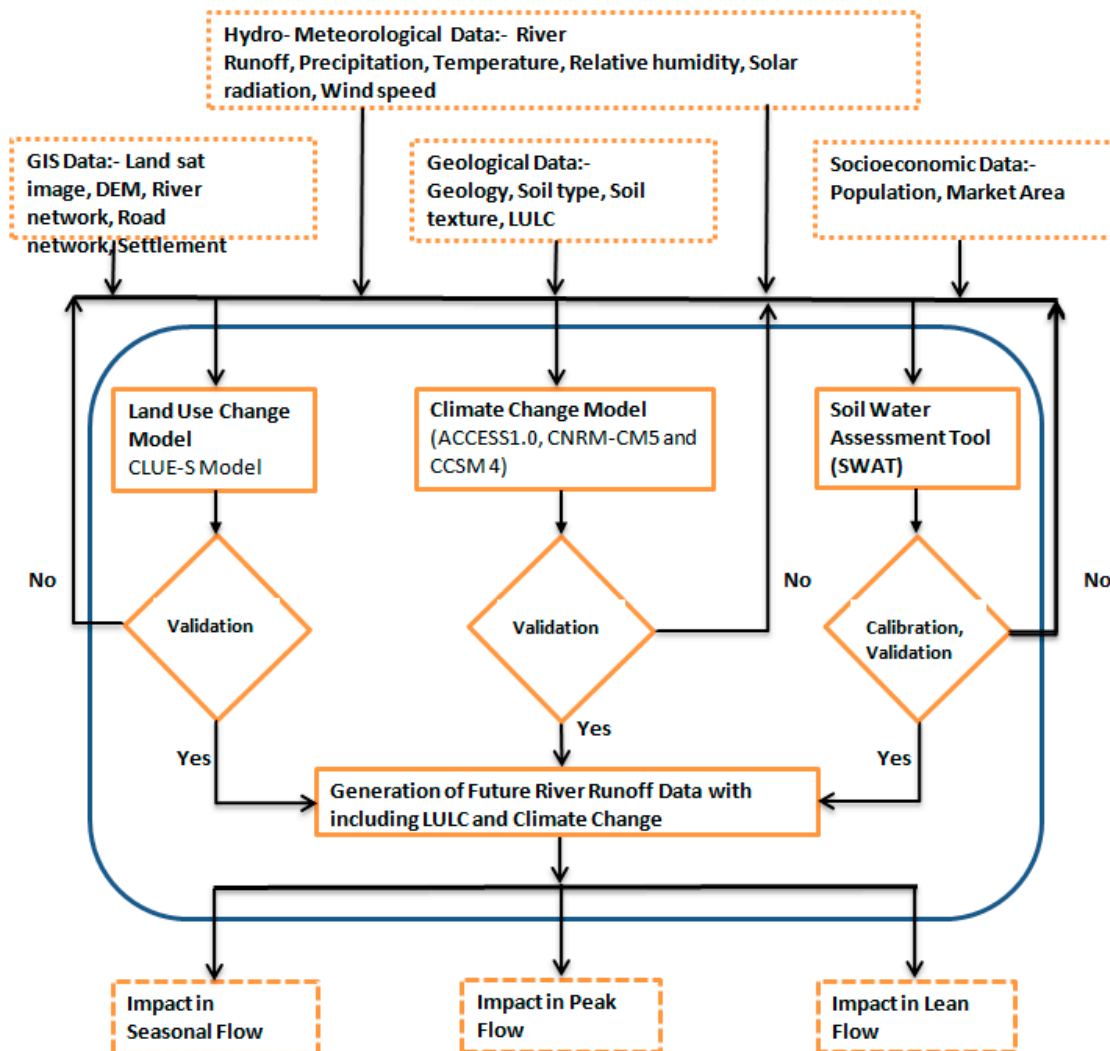 Hydro- Meteorological Data:- River
Runoff, Precipitation, Temperature, Relative humidity, Solar
radiation, Wind speed
GIS Data:- Land sat
image, DEM, River
network, Road
network, Settlement
Geological Data:-
Geology, Soil type, Soil
texture, LULC
Socioeconomic Data:-
Population, Market Area
Land Use Change
Model
CLUE-S Model
Climate Change Model
(ACCESS1.0, CNRM-CM5 and
CCSM 4)
Soil Water
Assessment Tool
(SWAT)
No
Validation
Validation
No
Calibration,
Validation
No
Yes
Yes
Yes
Generation of Future River Runoff Data with
including LULC and Climate Change
Impact in
Seasonal Flow
Impact in Peak
Flow
Impact in Lean
Flow